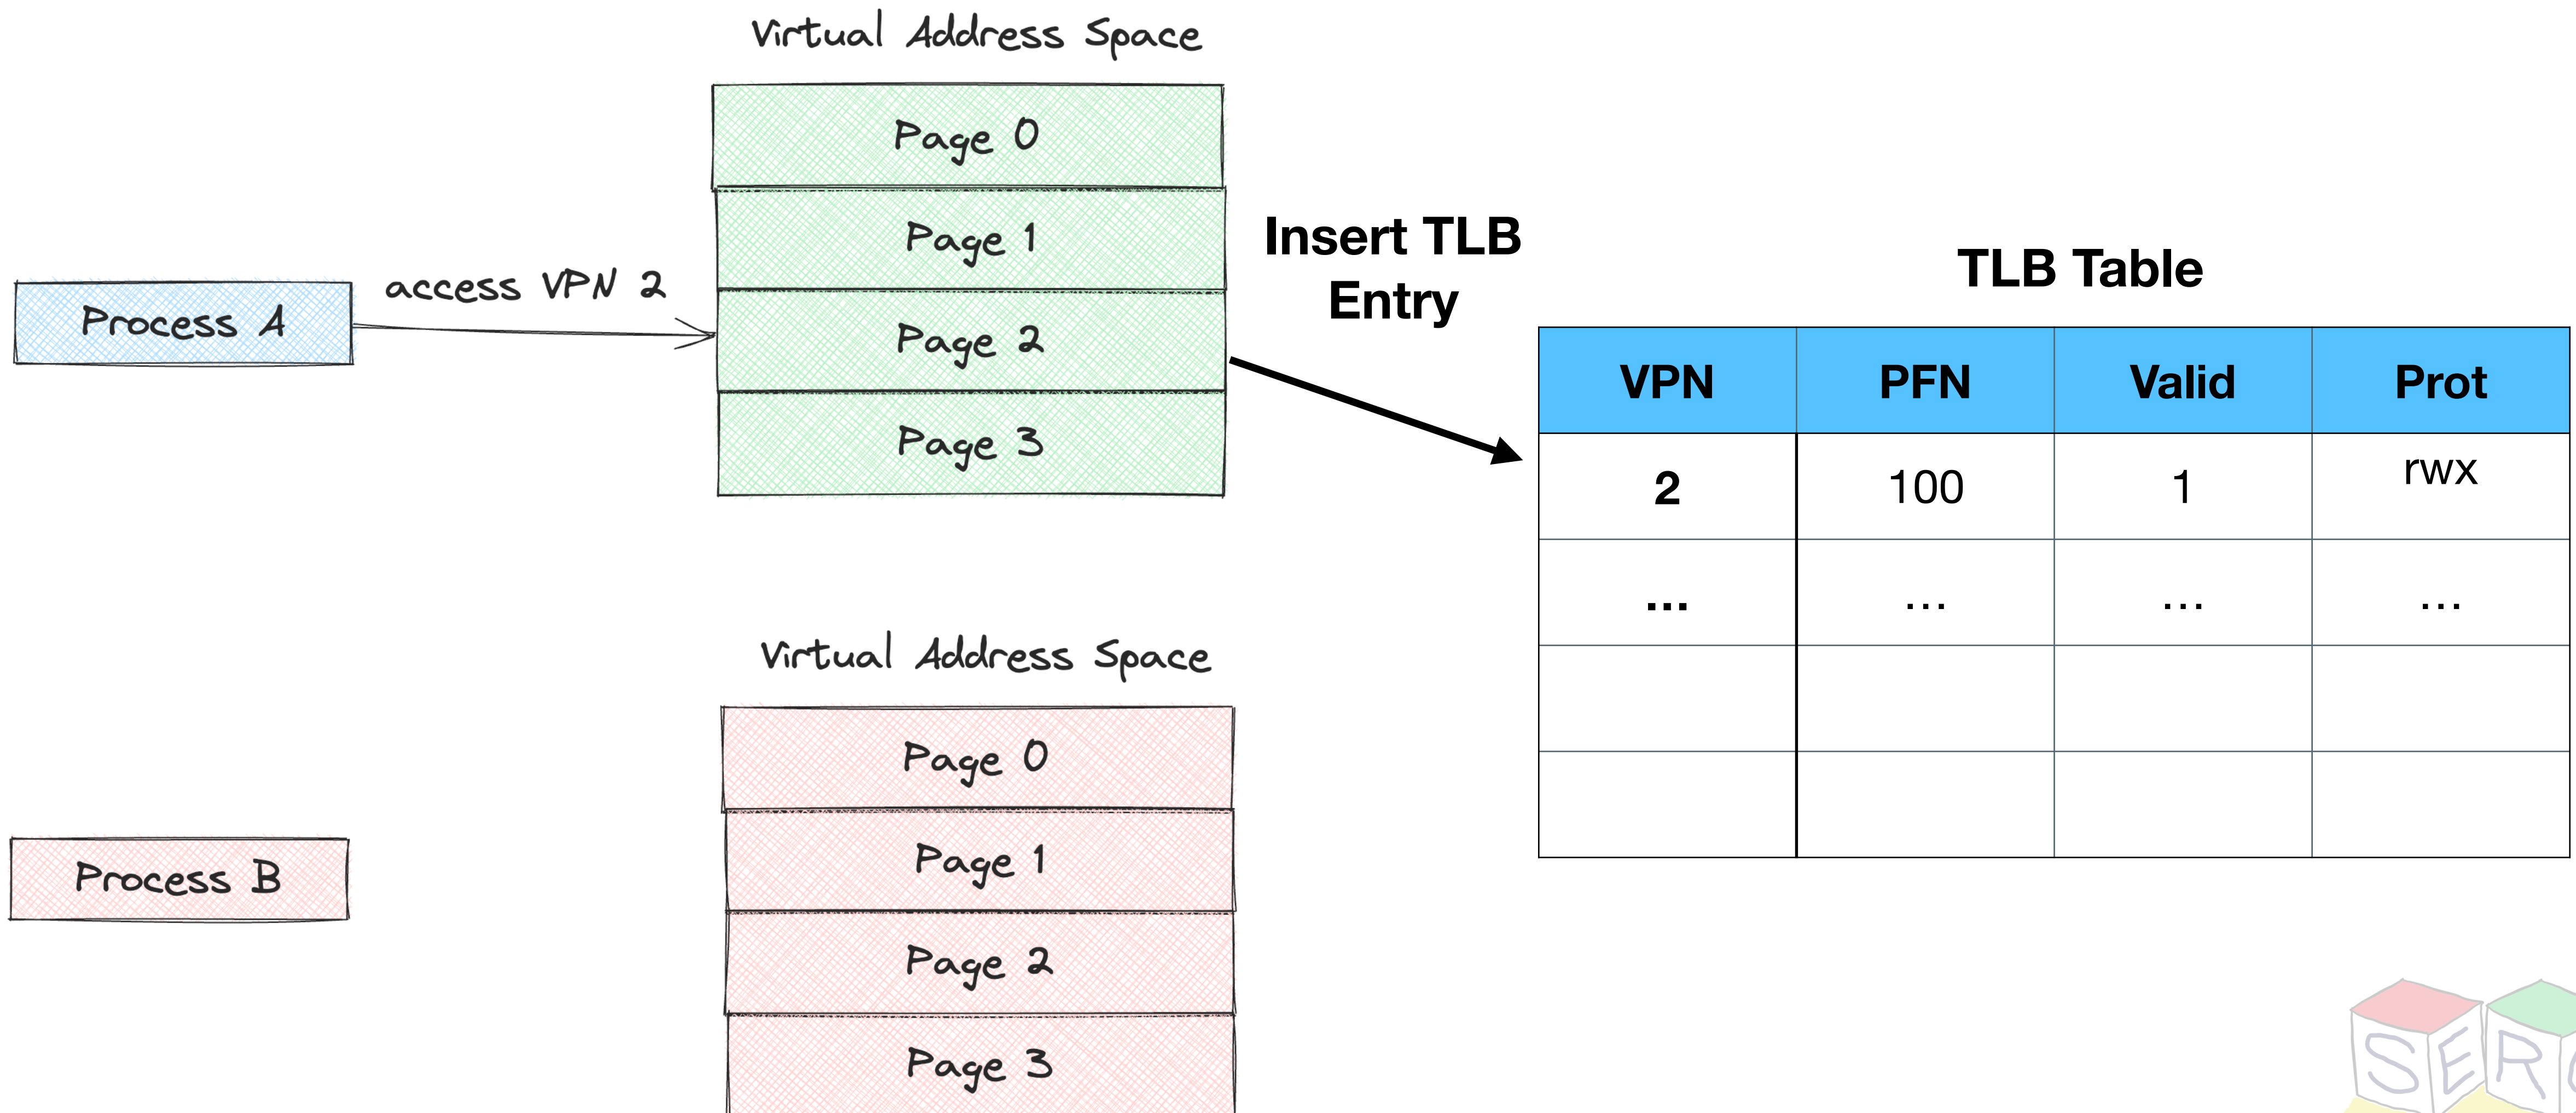 Virtual Address Space
Page 0
Page 1
Page 2
Page 3
Process A
access VPN 2
Insert TLB
Entry
TLB Table
VPN PFN Valid Prot
2 100 1 rwx
... ... ... ...
Virtual Address Space
Page 0
Page 1
Page 2
Page 3
Process B